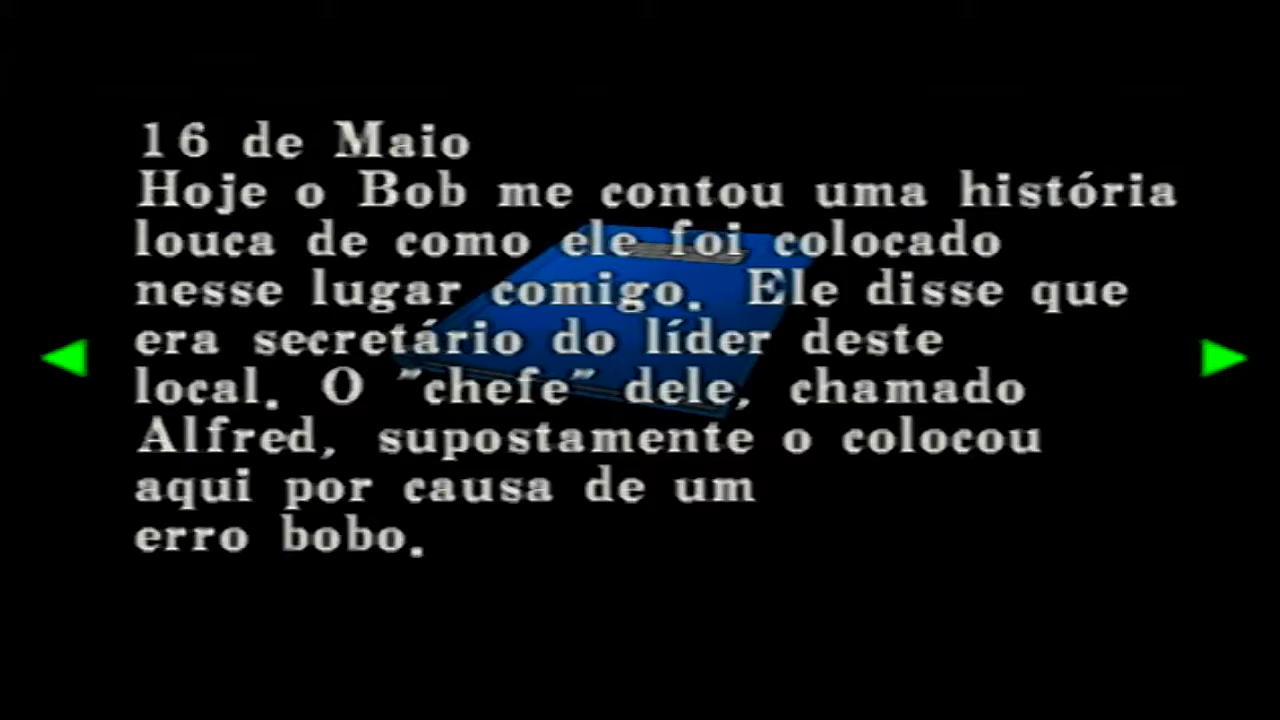 16 de Maio
Hoje o Bob me contou uma história
louca de como ele foi colocado
nesse lugar comigo. Ele disse que
era secretário do líder deste
local. O "chefe" dele, chamado
Alfred, supostamente o colocou
aqui por causa de um
erro bobo.